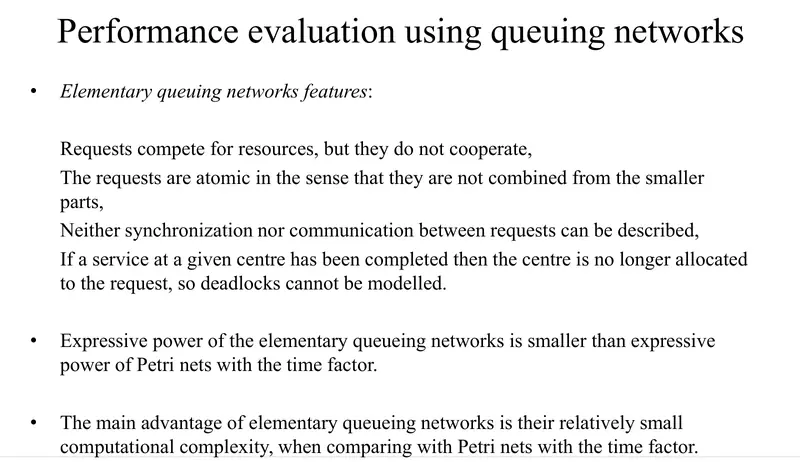 Performance evaluation using queuing networks
• Elementary queuing networks features:
Requests compete for resources, but they do not cooperate,
The requests are atomic in the sense that they are not combined from the smaller
parts,
Neither synchronization nor communication between requests can be described,
If a service at a given centre has been completed then the centre is no longer allocated
to the request, so deadlocks cannot be modelled.
• Expressive power of the elementary queueing networks is smaller than expressive
power of Petri nets with the time factor.
• The main advantage of elementary queueing networks is their relatively small
computational complexity, when comparing with Petri nets with the time factor.